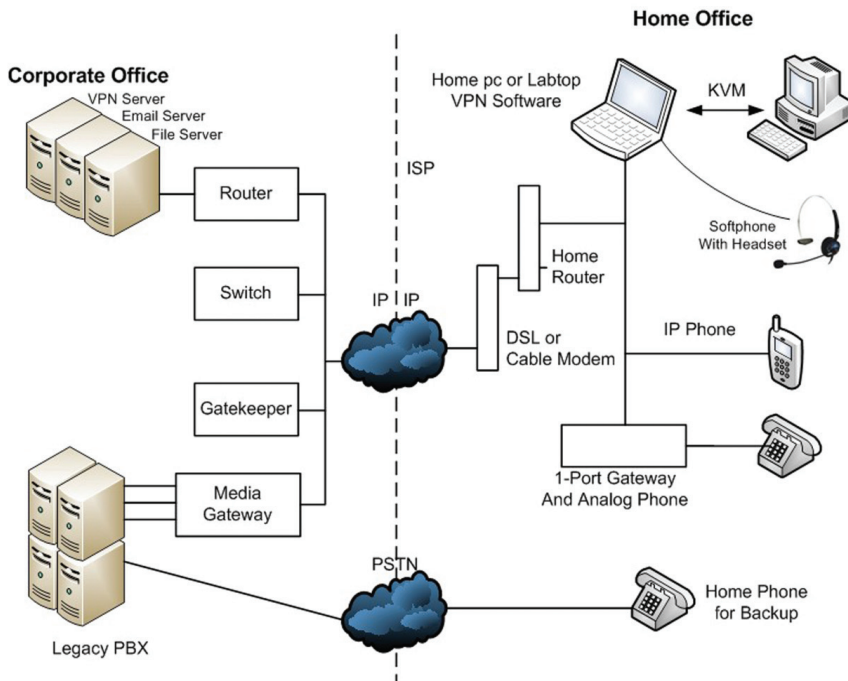 Home Office
Corporate Office
VPN Server
Email Server
File Server
Home pc or Labtop
VPN Software
KVM
ISP
Router
Softphone
With Headset
Home
Router
Switch
IP IP
DSL or
Cable Modem
IP Phone
Gatekeeper
Media
Gateway
1-Port Gateway
And Analog Phone
PSTN
Home Phone
for Backup
Legacy PBX